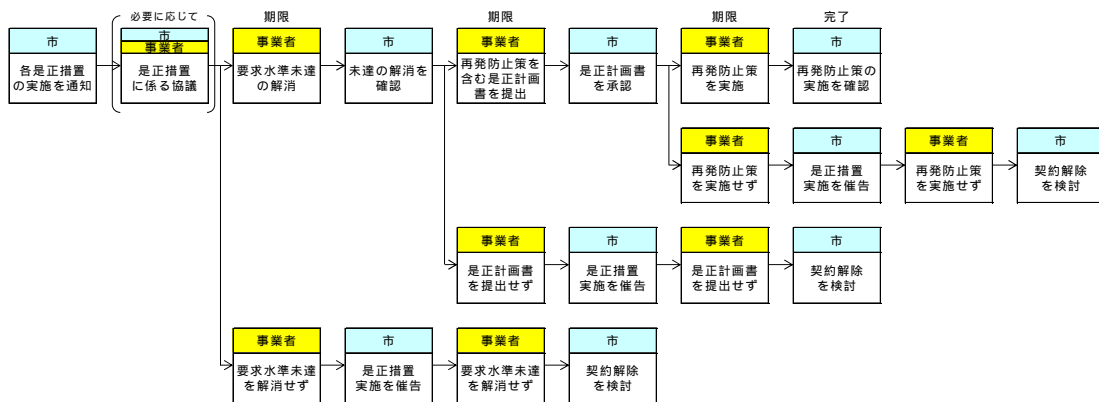 必要に応じて
期限
期限
期限
完了
市
各是正措置
の実施を通知
市
事業者
是正措置
に係る協議
事業者
要求水準未達
の解消
市
未達の解消を
確認
事業者
再発防止策を
含む是正計画
書を提出
市
是正計画書
を承認
事業者
再発防止策
を実施
市
再発防止策の
実施を確認
事業者
再発防止策
を実施せず
市
是正措置
実施を催告
事業者
再発防止策
を実施せず
市
契約解除
を検討
事業者
是正計画書
を提出せず
市
是正措置
実施を催告
事業者
是正計画書
を提出せず
市
契約解除
を検討
事業者
要求水準未達
を解消せず
市
是正措置
実施を催告
事業者
要求水準未達
を解消せず
市
契約解除
を検討